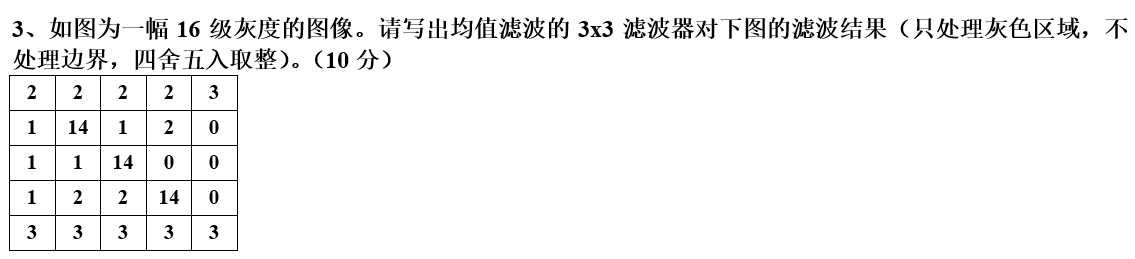 3、如图为一幅 16 级灰度的图像。请写出均值滤波的 3x3 滤波器对下图的滤波结果（只处理灰色区域，不
处理边界，四舍五入取整）。（10 分）
2 2 2 2 3
1 14 1 2 0
1 1 14 0 0
1 2 2 14 0
3 3 3 3 3